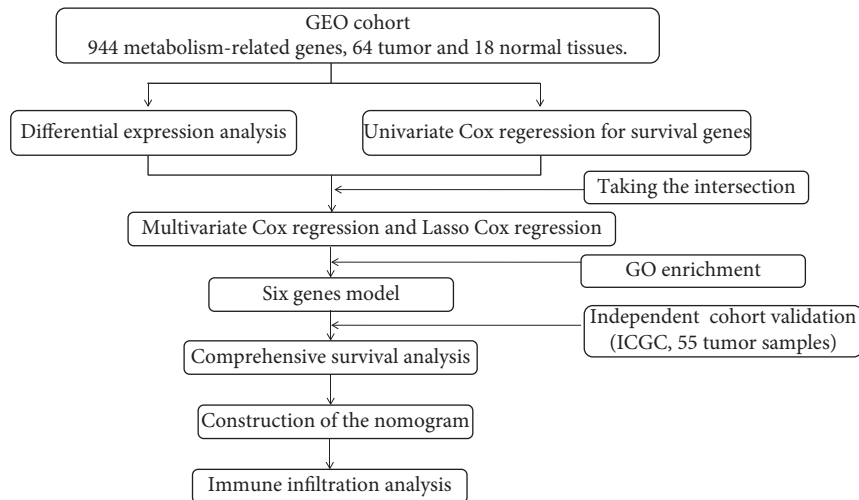 GEO cohort
944 metabolism-related genes, 64 tumor and 18 normal tissues.
Differential expression analysis
Univariate Cox regeression for survival genes
Taking the intersection
Multivariate Cox regression and Lasso Cox regression
GO enrichment
Six genes model
Independent cohort validation
(ICGC, 55 tumor samples)
Comprehensive survival analysis
Construction of the nomogram
Immune infiltration analysis